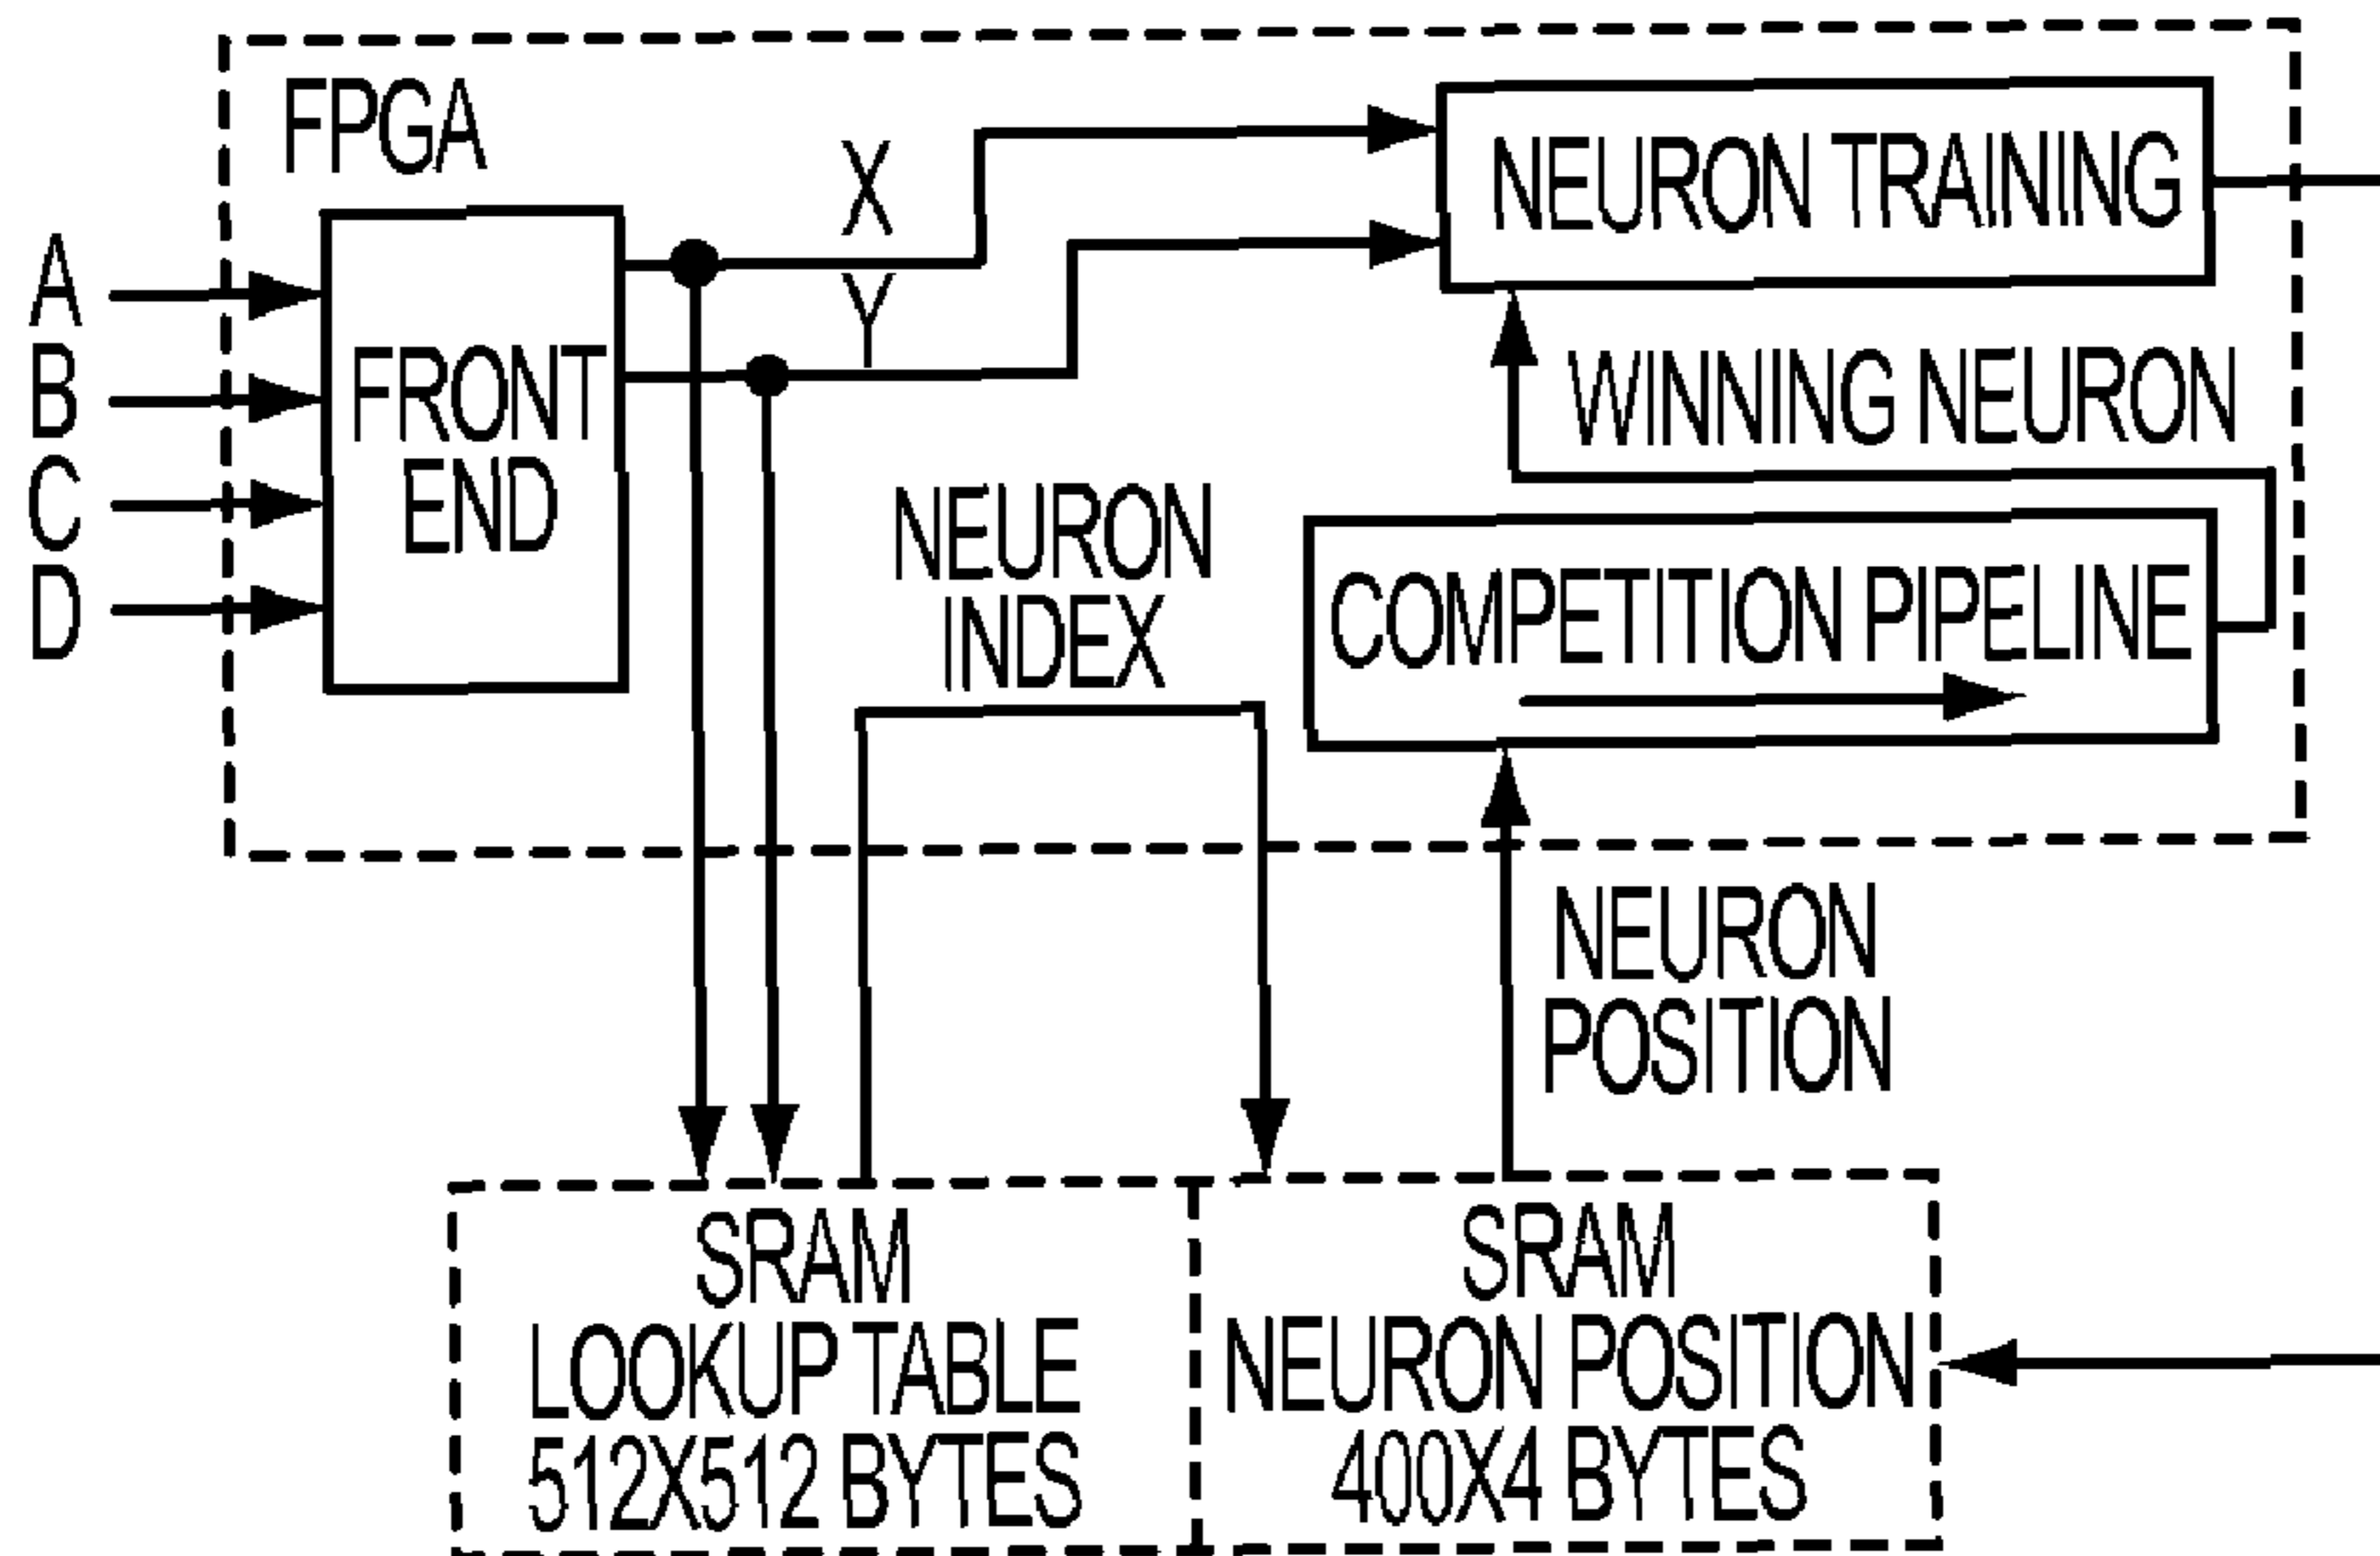 FPGA
A
B
C
D
FRONT
END
X
Y
NEURON TRAINING
WINNING NEURON
NEURON
INDEX
COMPETITION PIPELINE
NEURON
POSITION
SRAM
LOOKUP TABLE
512X512 BYTES
SRAM
NEURON POSITION
400X4 BYTES